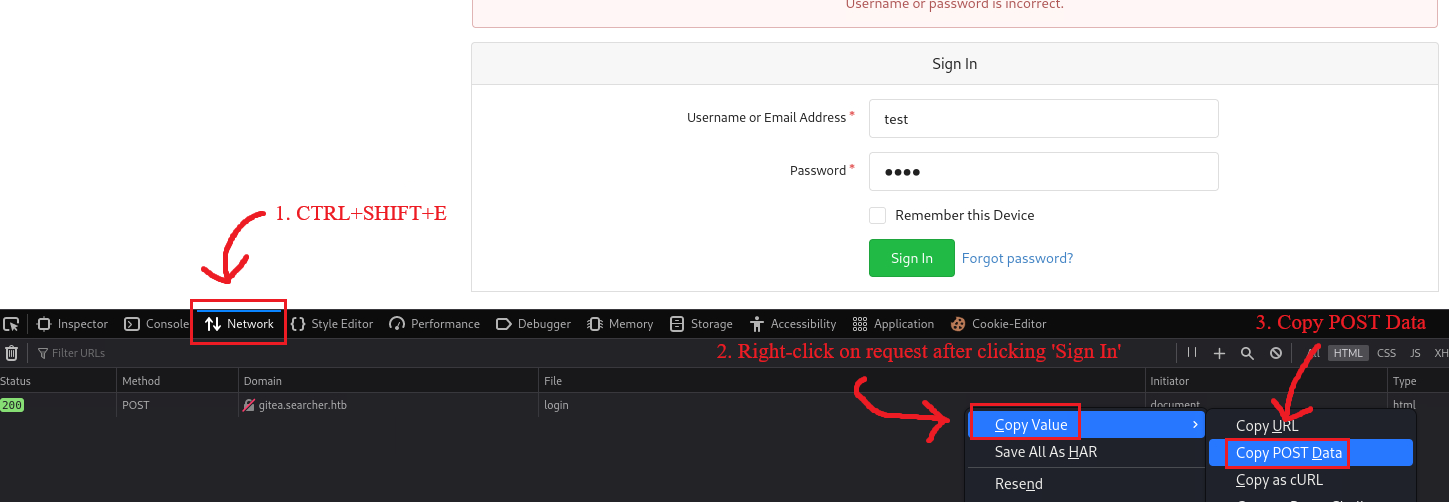 Username or password is incorrect.
Sign In
Username or Email Address *
test
Password *
Remember this Device
Sign In Forgot password?
1. CTRL+SHIFT+E
Inspector Console Network Style Editor Performance Debugger Memory Storage Accessibility Application Cookie-Editor
3. Copy POST Data
Filter URLs
2. Right-click on request after clicking 'Sign In'
HTML CSS JS XH
Status Method Domain File Initiator Type
200 POST gitea.searcher.htb login document html
Copy Value
Save All As HAR
Resend
Copy URL
Copy POST Data
Copy as cURL